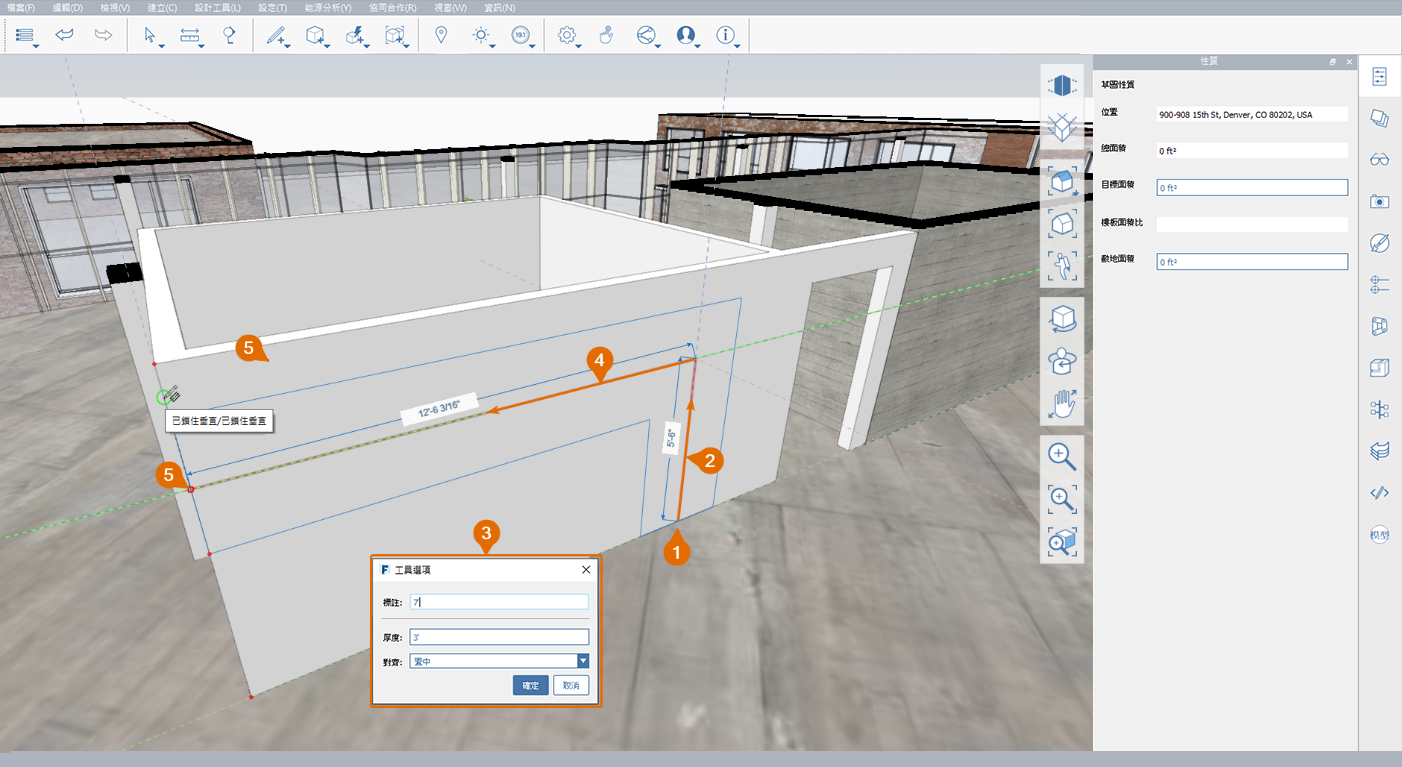 檔案(F) 編輯(D) 檢視(V) 建立(C) 設計工具(L) 設定(T) 能源分析(Y) 協同合作(R) 視窗(W) 資訊(N)
19.1
性質
草圖性質
位置 900-908 15th St, Denver, CO 80202, USA
總面積 0 ft²
目標面積 0 ft²
樓板面積比
敷地面積 0 ft²
模型
5
4
12'-6 3/16"
已鎖住垂直/已鎖住垂直
5'-6"
2
5
3
1
F 工具選項
標註: 7'
厚度: 3'
對齊: 置中
確定 取消